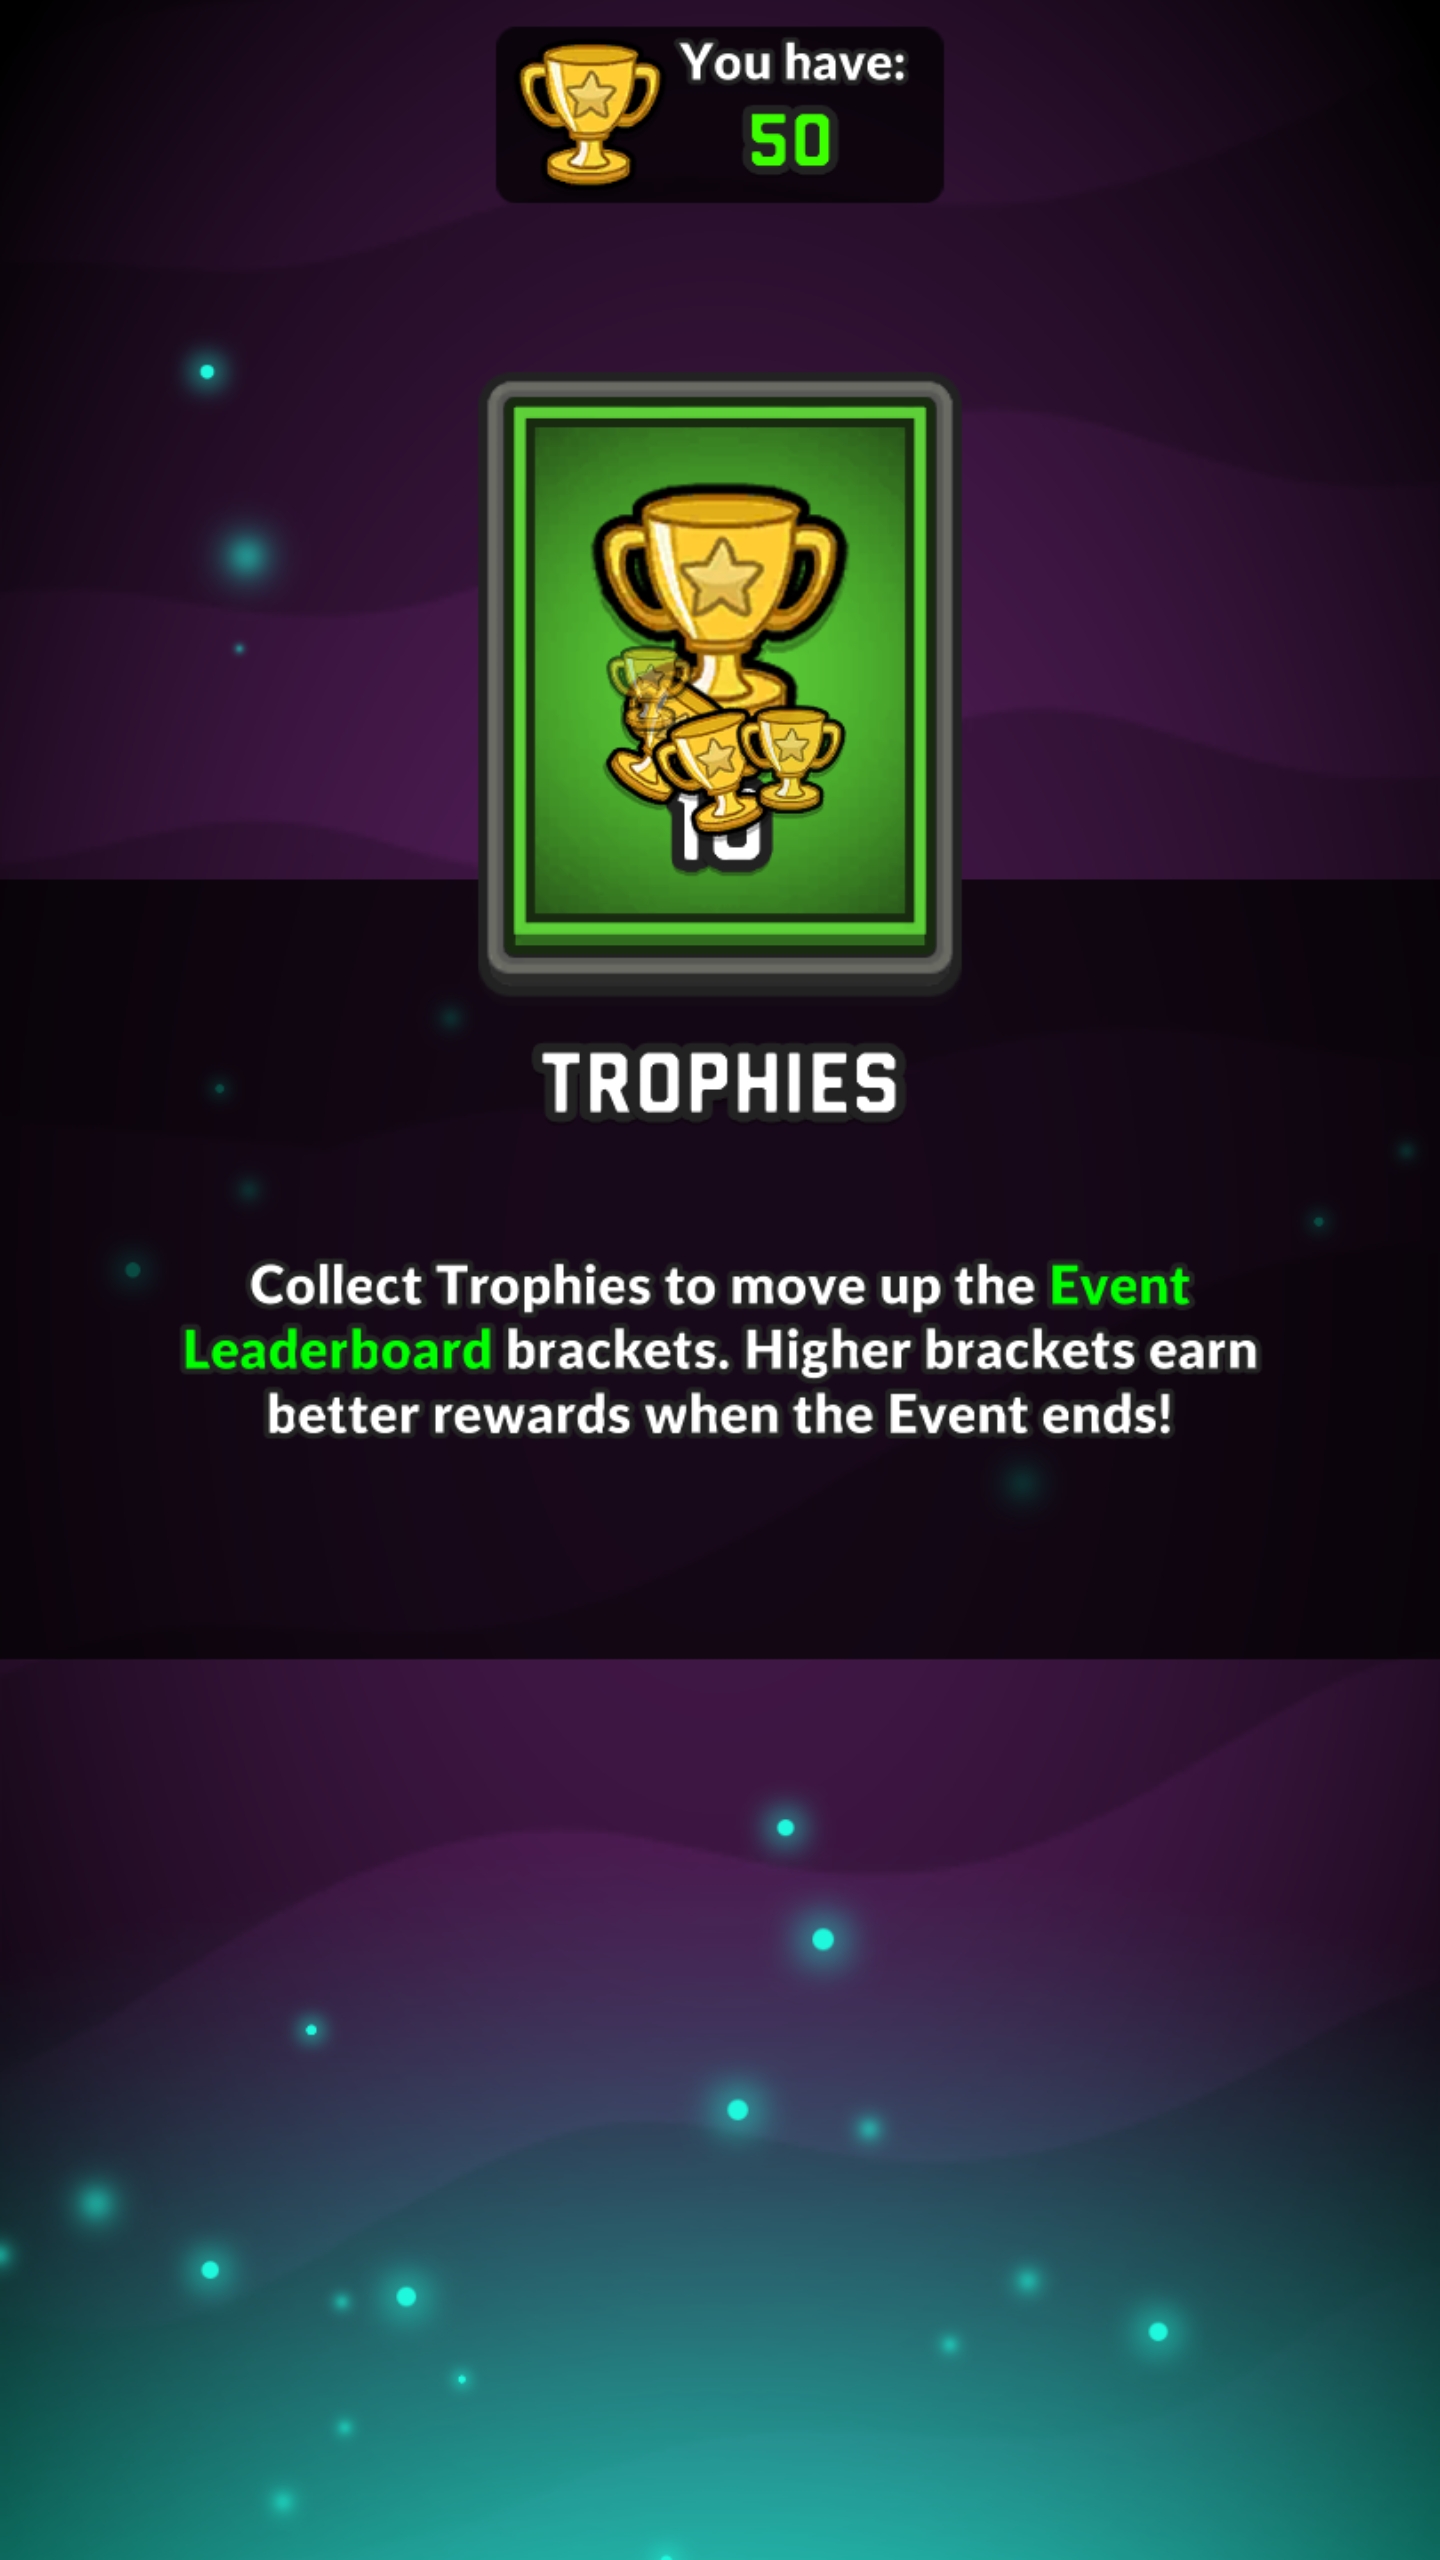 You have:
50
TROPHIES
Collect Trophies to move up the Event
Leaderboard brackets. Higher brackets earn
better rewards when the Event ends!